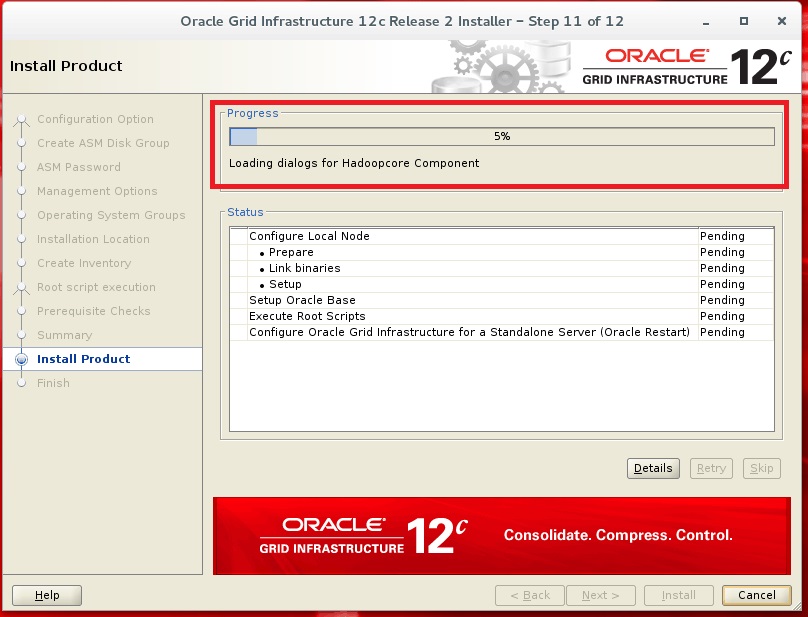 Oracle Grid Infrastructure 12c Release 2 Installer – Step 11 of 12
Install Product
ORACLE
GRID INFRASTRUCTURE 12c
Configuration Option
Create ASM Disk Group
ASM Password
Management Options
Operating System Groups
Installation Location
Create Inventory
Root script execution
Prerequisite Checks
Summary
Install Product
Finish
Progress
5%
Loading dialogs for Hadoopcore Component
Status
Configure Local Node Pending
• Prepare Pending
• Link binaries Pending
• Setup Pending
Setup Oracle Base Pending
Execute Root Scripts Pending
Configure Oracle Grid Infrastructure for a Standalone Server (Oracle Restart) Pending
Details Retry Skip
ORACLE
GRID INFRASTRUCTURE 12c
Consolidate. Compress. Control.
Help < Back Next > Install Cancel